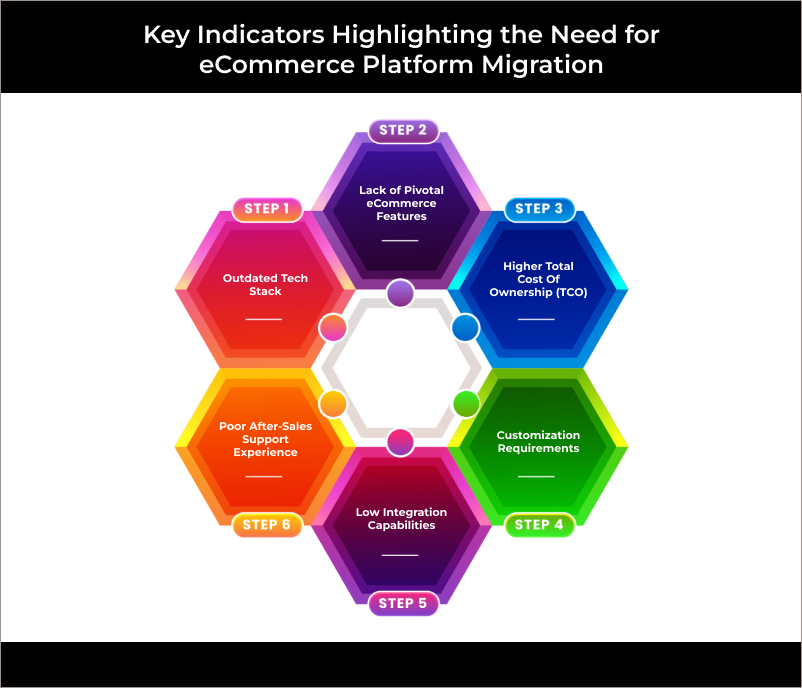 Key Indicators Highlighting the Need for
eCommerce Platform Migration
STEP 1
Outdated Tech
Stack
STEP 2
Lack of Pivotal
eCommerce
Features
STEP 3
Higher Total
Cost Of
Ownership (TCO)
STEP 4
Customization
Requirements
STEP 5
Low Integration
Capabilities
STEP 6
Poor After-Sales
Support
Experience